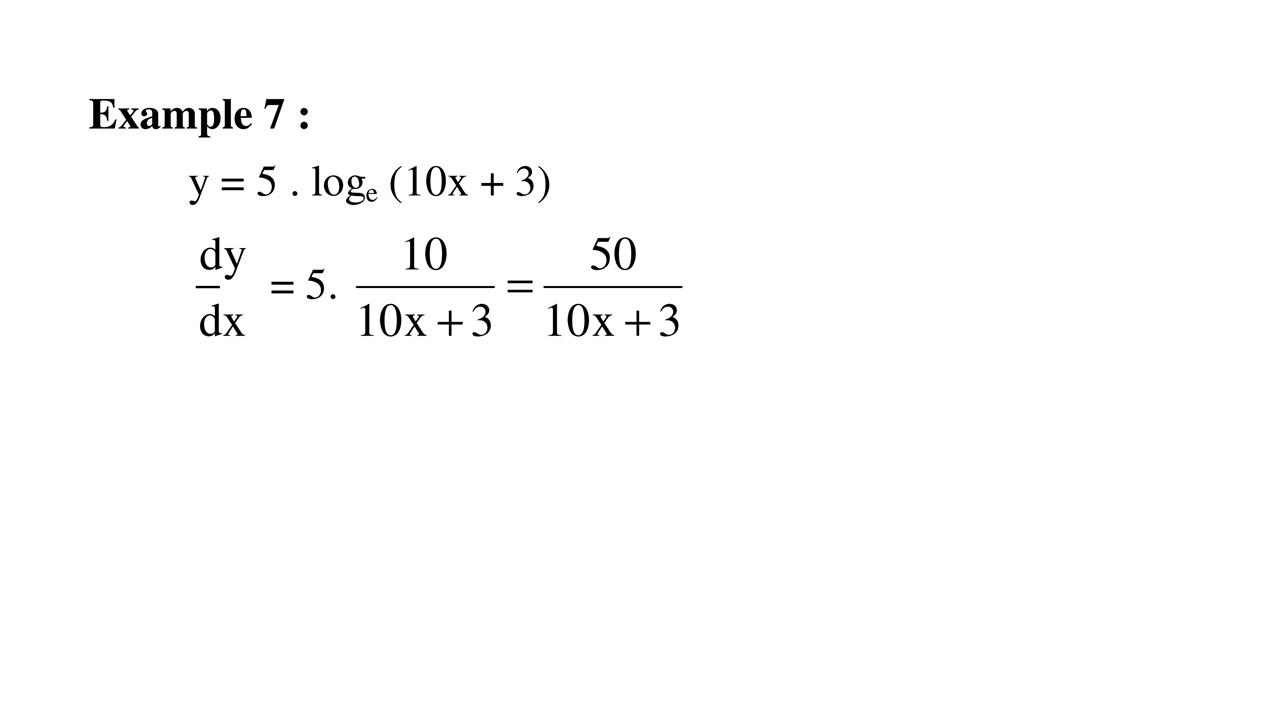 Example 7 :
y = 5 . logₑ (10x + 3)
dy/dx = 5. 10/(10x + 3) = 50/(10x + 3)